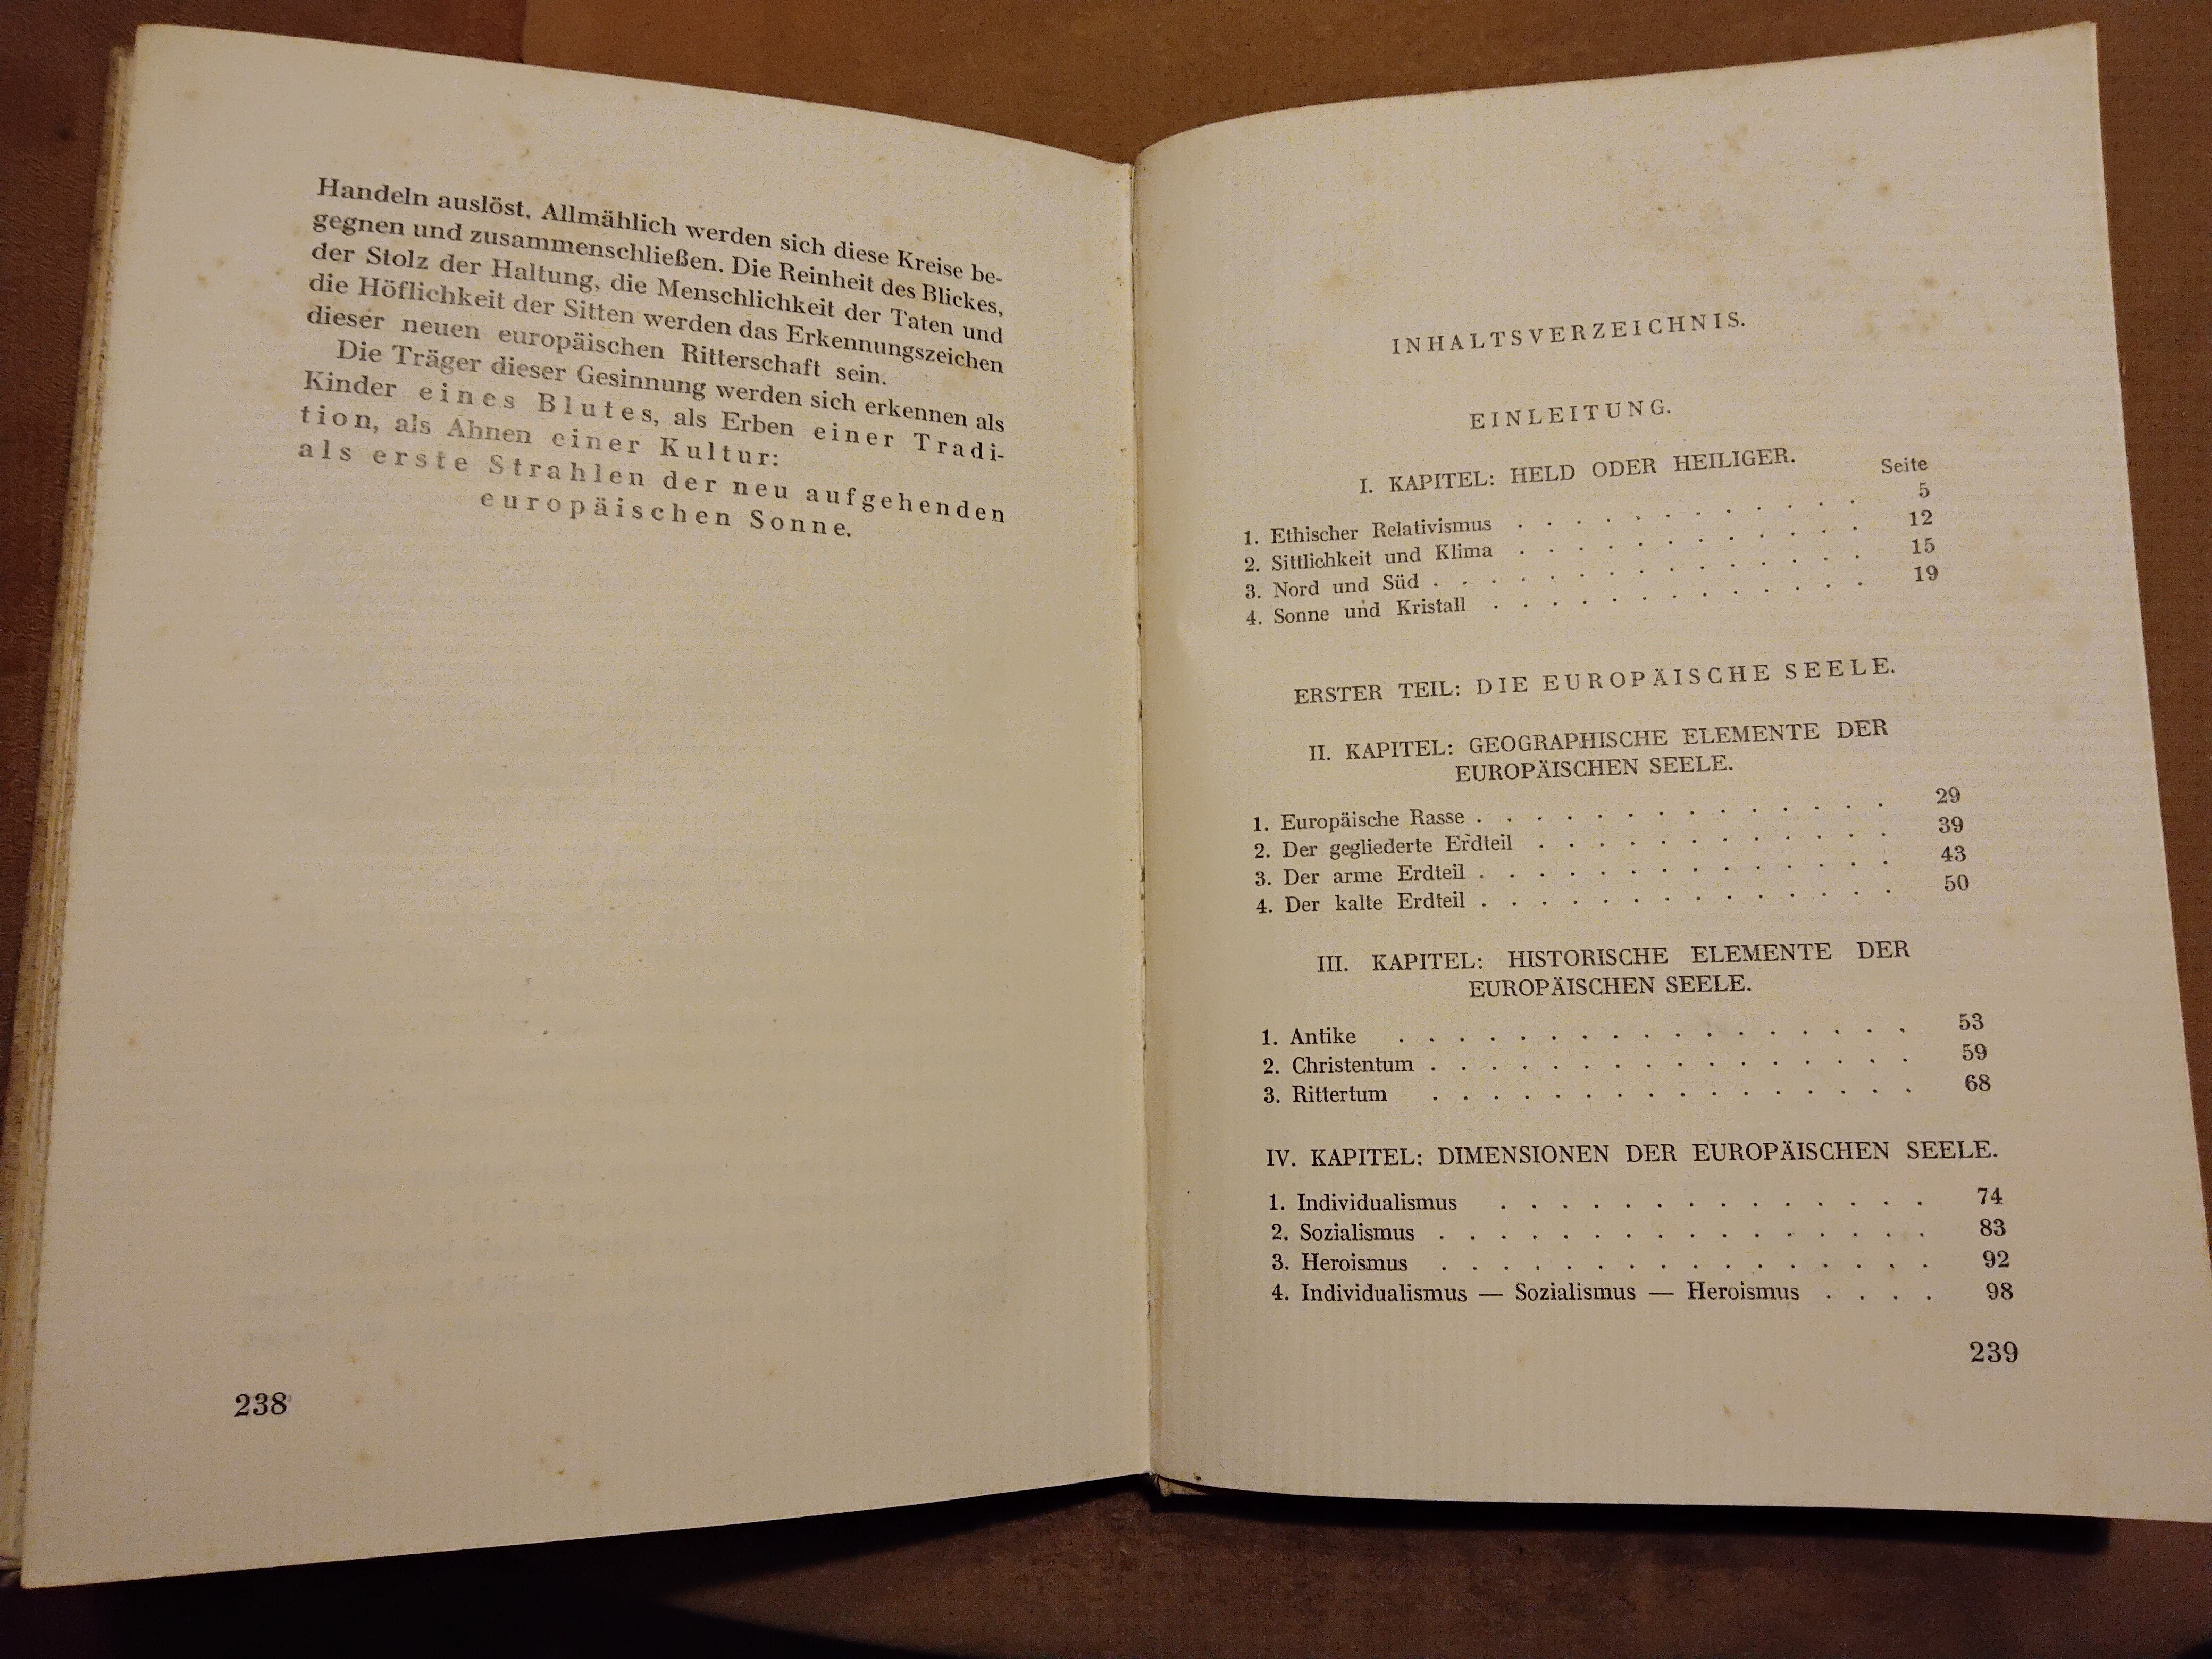 Handeln auslöst. Allmählich werden sich diese Kreise be-
gegnen und zusammenschließen. Die Reinheit des Blickes,
der Stolz der Haltung, die Menschlichkeit der Taten und
die Höflichkeit der Sitten werden das Erkennungszeichen
dieser neuen europäischen Ritterschaft sein.
Die Träger dieser Gesinnung werden sich erkennen als
Kinder eines Blutes, als Erben einer Tradi-
tion, als Ahnen einer Kultur:
als erste Strahlen der neu aufgehenden
europäischen Sonne.
238
INHALTSVERZEICHNIS.
EINLEITUNG.
I. KAPITEL: HELD ODER HEILIGER.
Seite
1. Ethischer Relativismus . . . . . . . . . . . . 5
2. Sittlichkeit und Klima . . . . . . . . . . . . 12
3. Nord und Süd . . . . . . . . . . . . . . . 15
4. Sonne und Kristall . . . . . . . . . . . . . 19
ERSTER TEIL: DIE EUROPÄISCHE SEELE.
II. KAPITEL: GEOGRAPHISCHE ELEMENTE DER
EUROPÄISCHEN SEELE.
1. Europäische Rasse . . . . . . . . . . . . . . 29
2. Der gegliederte Erdteil . . . . . . . . . . . . 39
3. Der arme Erdteil . . . . . . . . . . . . . . 43
4. Der kalte Erdteil . . . . . . . . . . . . . . 50
III. KAPITEL: HISTORISCHE ELEMENTE DER
EUROPÄISCHEN SEELE.
1. Antike . . . . . . . . . . . . . . . . . 53
2. Christentum . . . . . . . . . . . . . . . . 59
3. Rittertum . . . . . . . . . . . . . . . . 68
IV. KAPITEL: DIMENSIONEN DER EUROPÄISCHEN SEELE.
1. Individualismus . . . . . . . . . . . . . . . 74
2. Sozialismus . . . . . . . . . . . . . . . . . 83
3. Heroismus . . . . . . . . . . . . . . . . . 92
4. Individualismus — Sozialismus — Heroismus . . . . 98
239